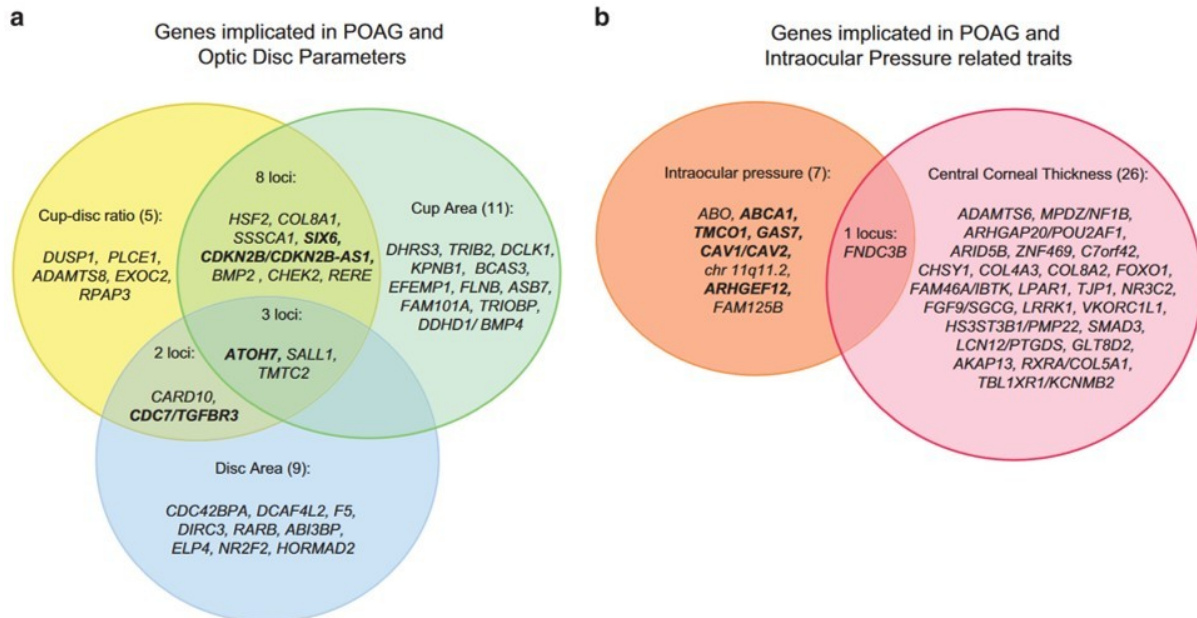 a
Genes implicated in POAG and
Optic Disc Parameters
8 loci:
HSF2, COL8A1,
SSSCA1, SIX6,
CDKN2B/CDKN2B-AS1,
BMP2 , CHEK2, RERE
Cup-disc ratio (5):
DUSP1, PLCE1,
ADAMTS8, EXOC2,
RPAP3
Cup Area (11):
DHRS3, TRIB2, DCLK1,
KPNB1, BCAS3,
EFEMP1, FLNB, ASB7,
FAM101A, TRIOBP,
DDHD1/ BMP4
3 loci:
ATOH7, SALL1,
TMTC2
2 loci:
CARD10,
CDC7/TGFBR3
Disc Area (9):
CDC42BPA, DCAF4L2, F5,
DIRC3, RARB, ABI3BP,
ELP4, NR2F2, HORMAD2
b
Genes implicated in POAG and
Intraocular Pressure related traits
Intraocular pressure (7):
ABO, ABCA1,
TMCO1, GAS7,
CAV1/CAV2,
chr 11q11.2,
ARHGEF12,
FAM125B
1 locus:
FNDC3B
Central Corneal Thickness (26):
ADAMTS6, MPDZ/NF1B,
ARHGAP20/POU2AF1,
ARID5B, ZNF469, C7orf42,
CHSY1, COL4A3, COL8A2, FOXO1,
FAM46A/IBTK, LPAR1, TJP1, NR3C2,
FGF9/SGCG, LRRK1, VKORC1L1,
HS3ST3B1/PMP22, SMAD3,
LCN12/PTGDS, GLT8D2,
AKAP13, RXRA/COL5A1,
TBL1XR1/KCNMB2